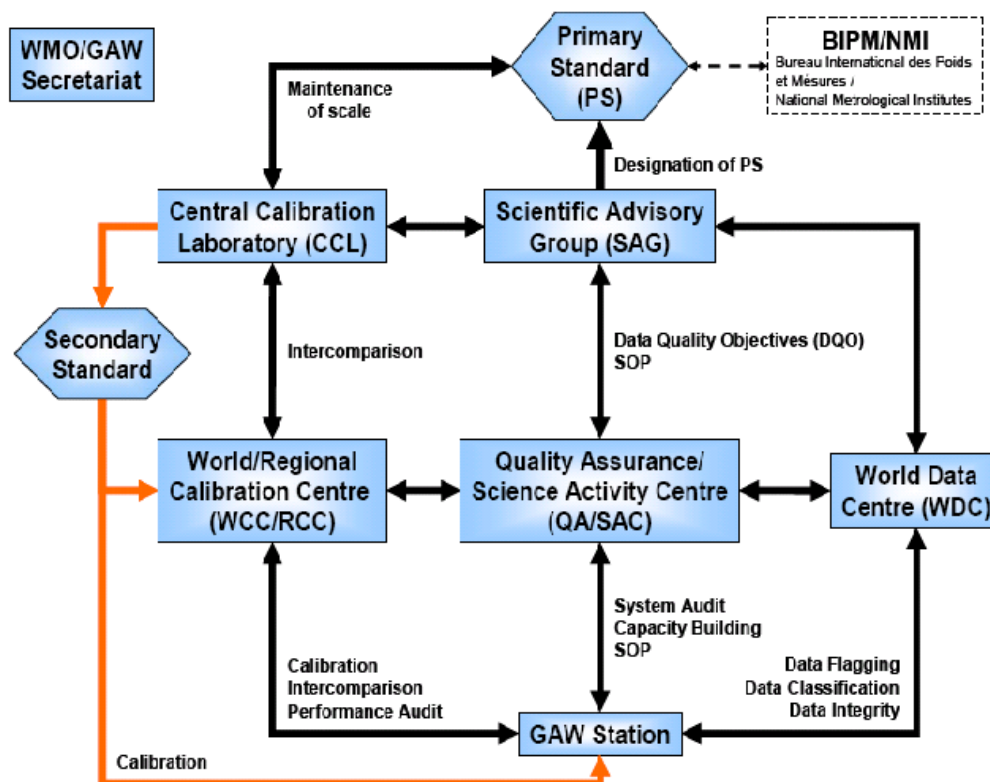 WMO/GAW
Secretariat
Primary
Standard
(PS)
BIPM/NMI
Bureau International des Foids
et Mésures /
National Metrological Institutes
Maintenance
of scale
Designation of PS
Central Calibration
Laboratory (CCL)
Scientific Advisory
Group (SAG)
Secondary
Standard
Intercomparison
Data Quality Objectives (DQO)
SOP
World/Regional
Calibration Centre
(WCC/RCC)
Quality Assurance/
Science Activity Centre
(QA/SAC)
World Data
Centre (WDC)
System Audit
Capacity Building
SOP
Calibration
Intercomparison
Performance Audit
Data Flagging
Data Classification
Data Integrity
GAW Station
Calibration